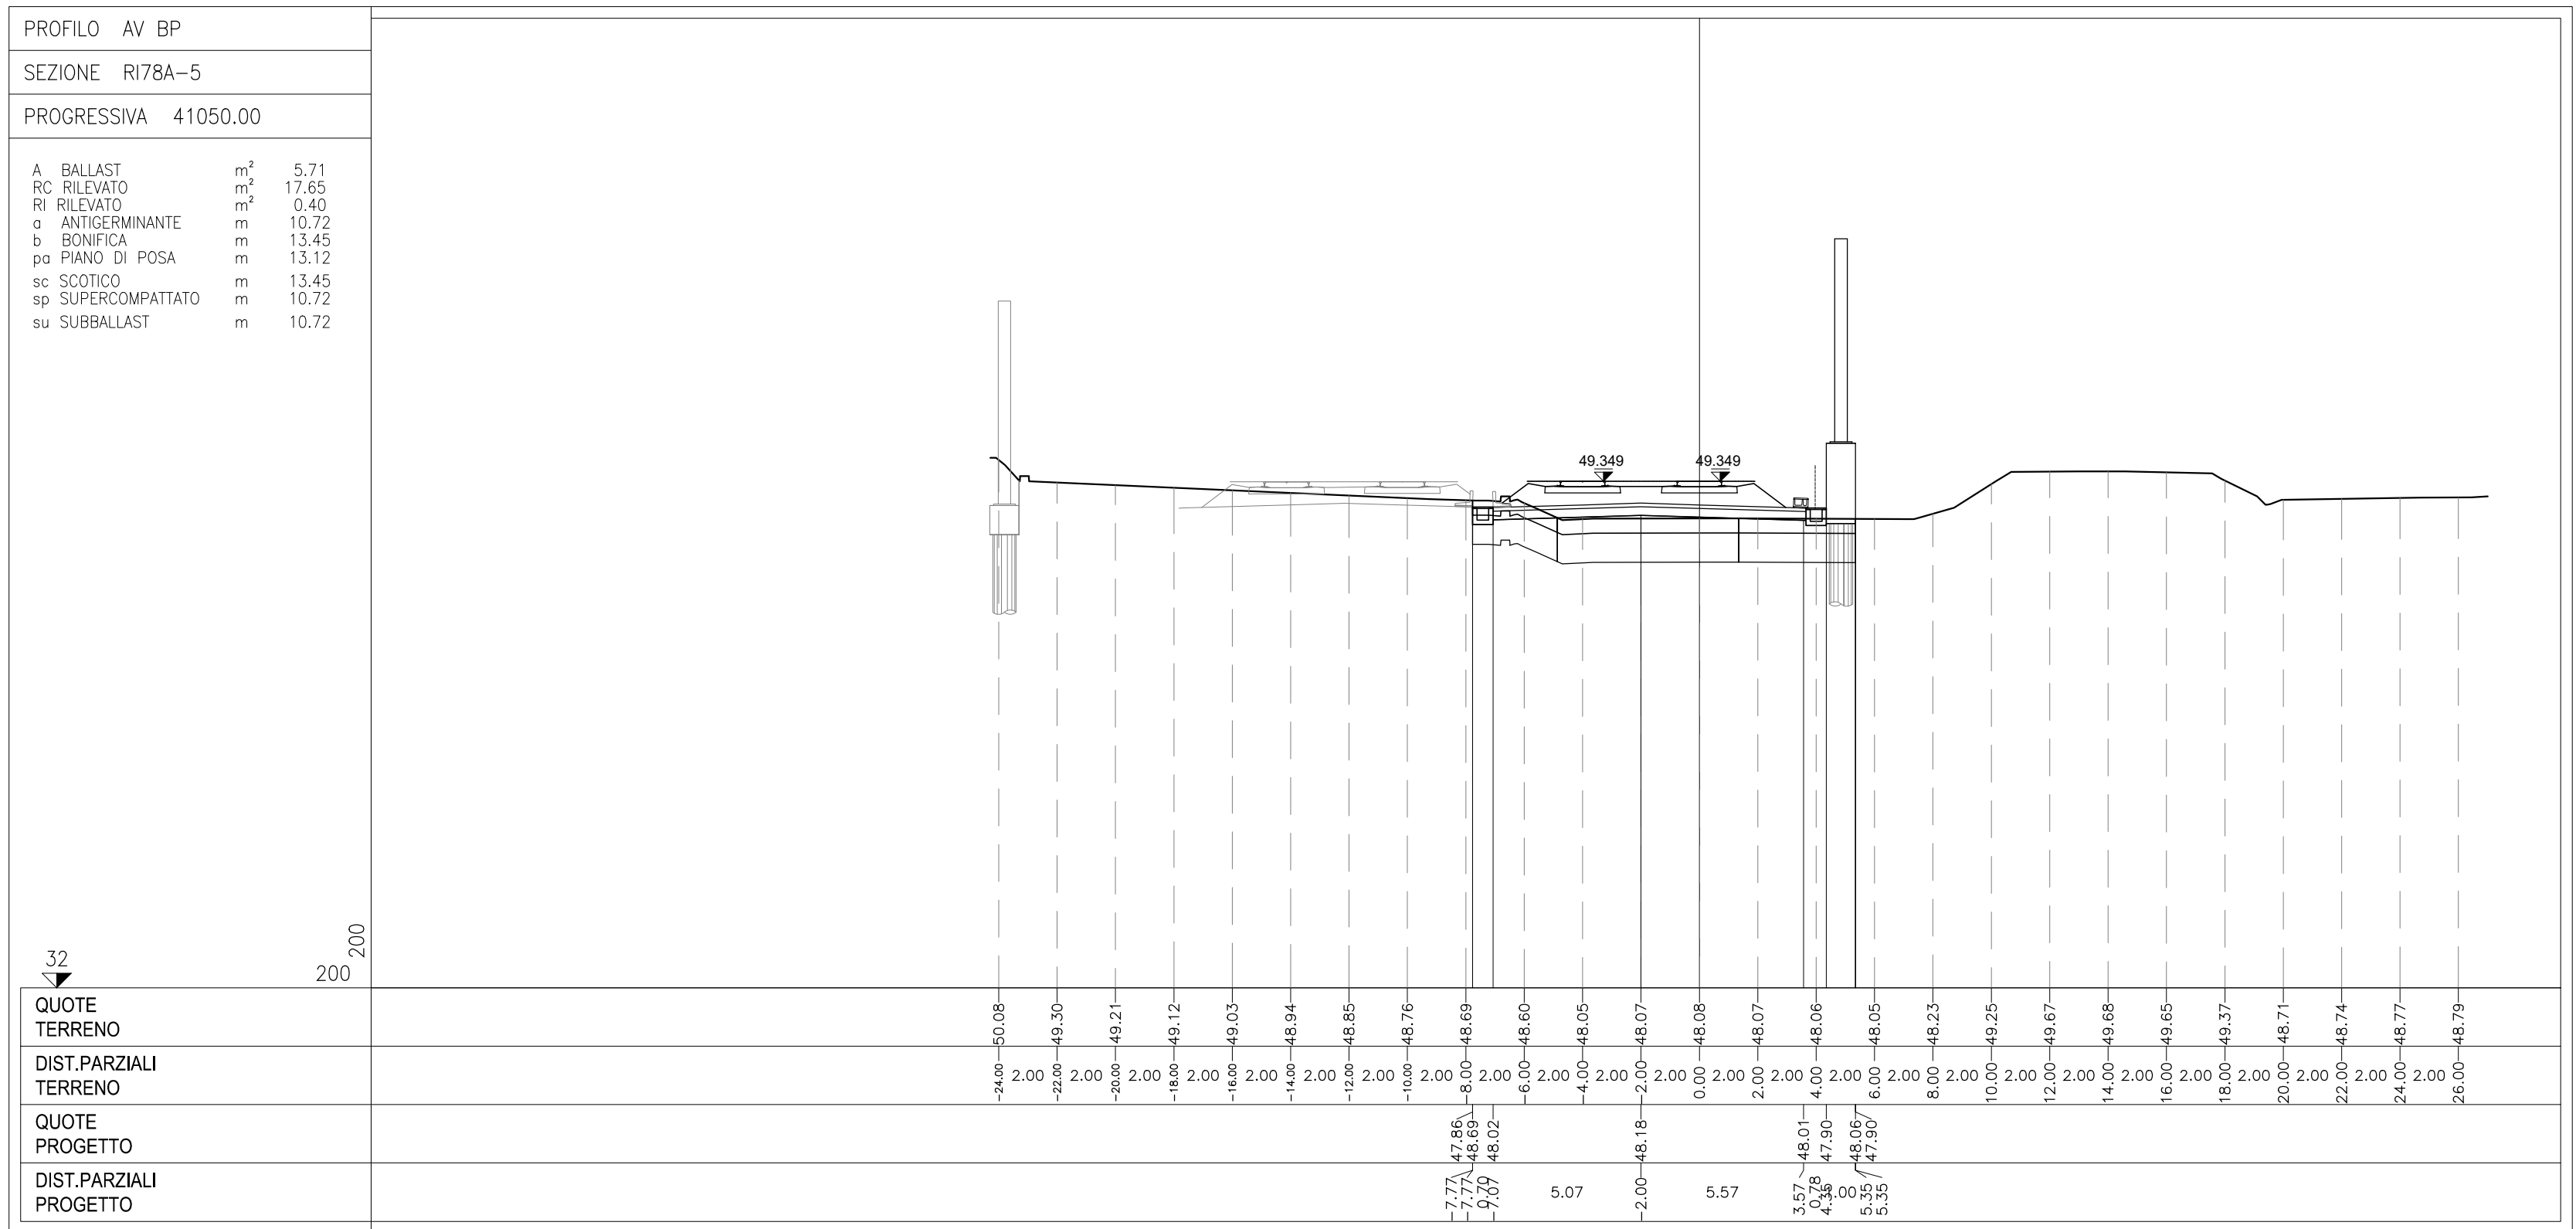 PROFILO AV BP
SEZIONE RI78A-5
PROGRESSIVA 41050.00
A BALLAST m² 5.71
RC RILEVATO m² 17.65
RI RILEVATO m² 0.40
a ANTIGERMINANTE m 10.72
b BONIFICA m 13.45
pa PIANO DI POSA m 13.12
sc SCOTICO m 13.45
sp SUPERCOMPATTATO m 10.72
su SUBBALLAST m 10.72
49.349 49.349
32
200
200
QUOTE
TERRENO
50.08 49.30 49.21 49.12 49.03 48.94 48.85 48.76 48.69 48.60 48.05 48.07 48.08 48.07 48.06 48.05 48.23 49.25 49.67 49.68 49.65 49.37 48.71 48.74 48.77 48.79
DIST.PARZIALI
TERRENO
-24.00 2.00 -22.00 2.00 -20.00 2.00 -18.00 2.00 -16.00 2.00 -14.00 2.00 -12.00 2.00 -10.00 2.00 -8.00 2.00 -6.00 2.00 -4.00 2.00 -2.00 2.00 0.00 2.00 2.00 2.00 4.00 2.00 6.00 2.00 8.00 2.00 10.00 2.00 12.00 2.00 14.00 2.00 16.00 2.00 18.00 2.00 20.00 2.00 22.00 2.00 24.00 2.00 26.00
QUOTE
PROGETTO
47.86 48.69 48.02 48.18 48.01 47.90 48.06 47.90
DIST.PARZIALI
PROGETTO
-7.77 -7.77 0.70 -7.07 5.07 -2.00 5.57 3.57 0.78 4.35 1.00 5.35 5.35